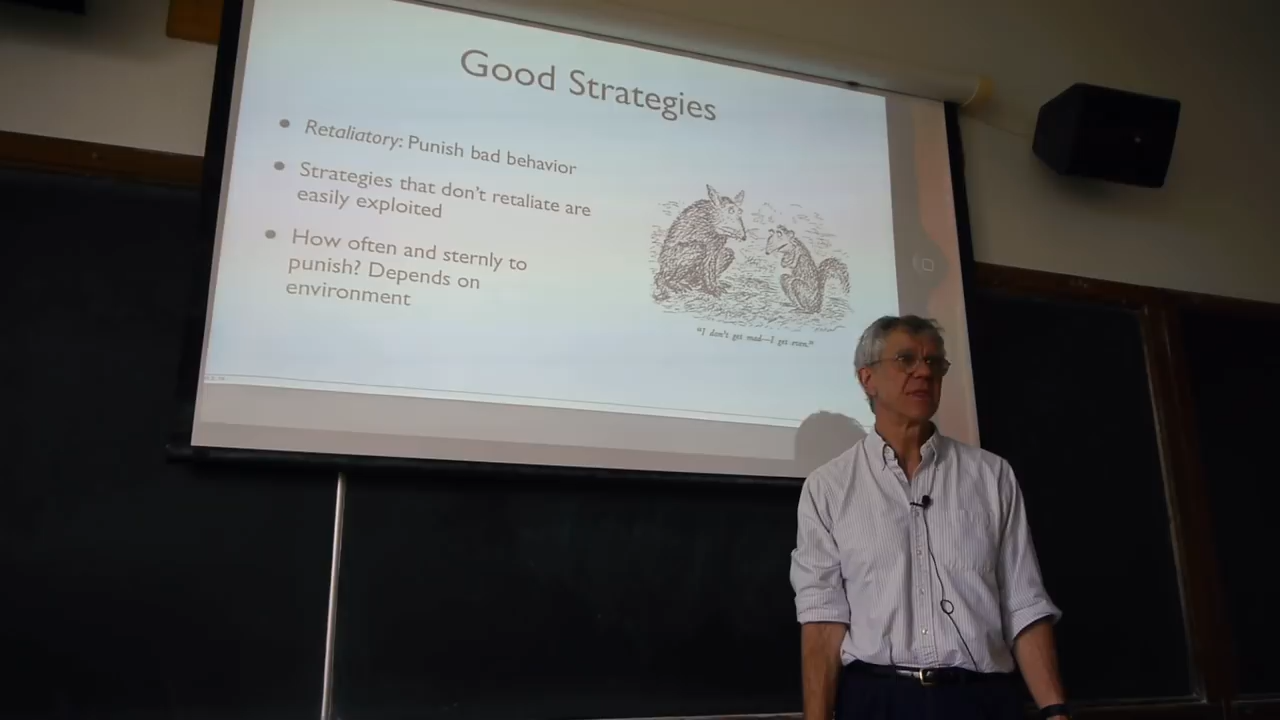 Good Strategies
Retaliatory: Punish bad behavior
Strategies that don't retaliate are
easily exploited
How often and sternly to
punish? Depends on
environment
"I don't get mad—I get even."